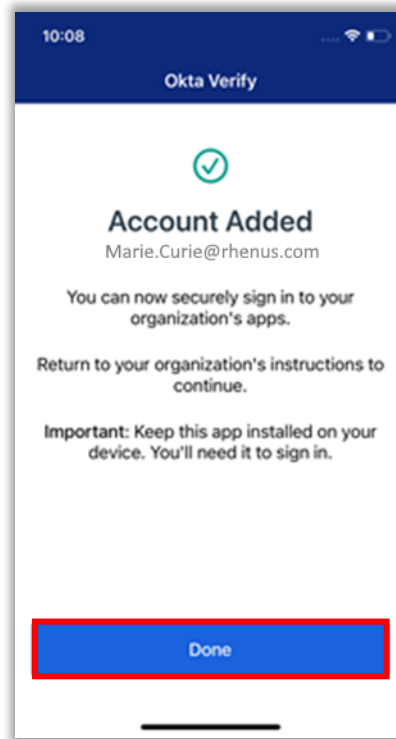 10:08
Okta Verify
Account Added
Marie.Curie@rhenus.com
You can now securely sign in to your
organization's apps.
Return to your organization's instructions to
continue.
Important: Keep this app installed on your
device. You'll need it to sign in.
Done